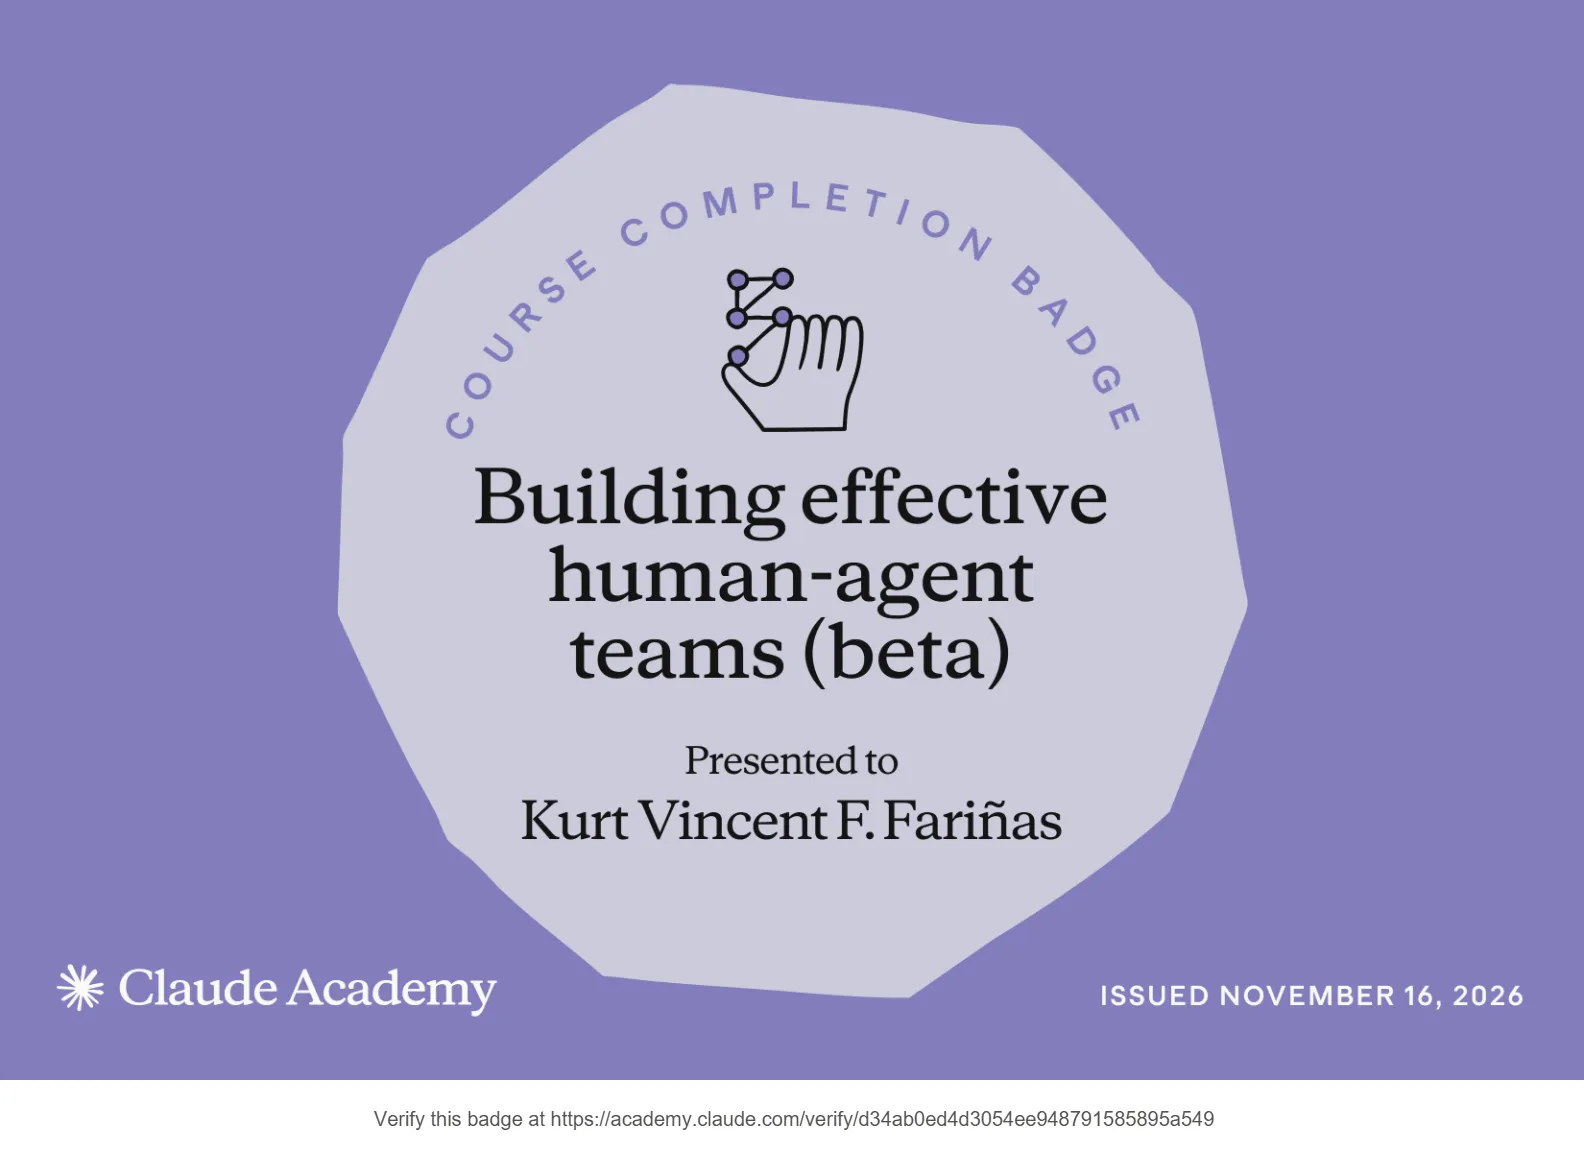 COURSE COMPLETION BADGE
Building effective
human-agent
teams (beta)
Presented to
Kurt Vincent F. Fariñas
Claude Academy
ISSUED NOVEMBER 16, 2026
Verify this badge at https://academy.claude.com/verify/d34ab0ed4d3054ee948791585895a549